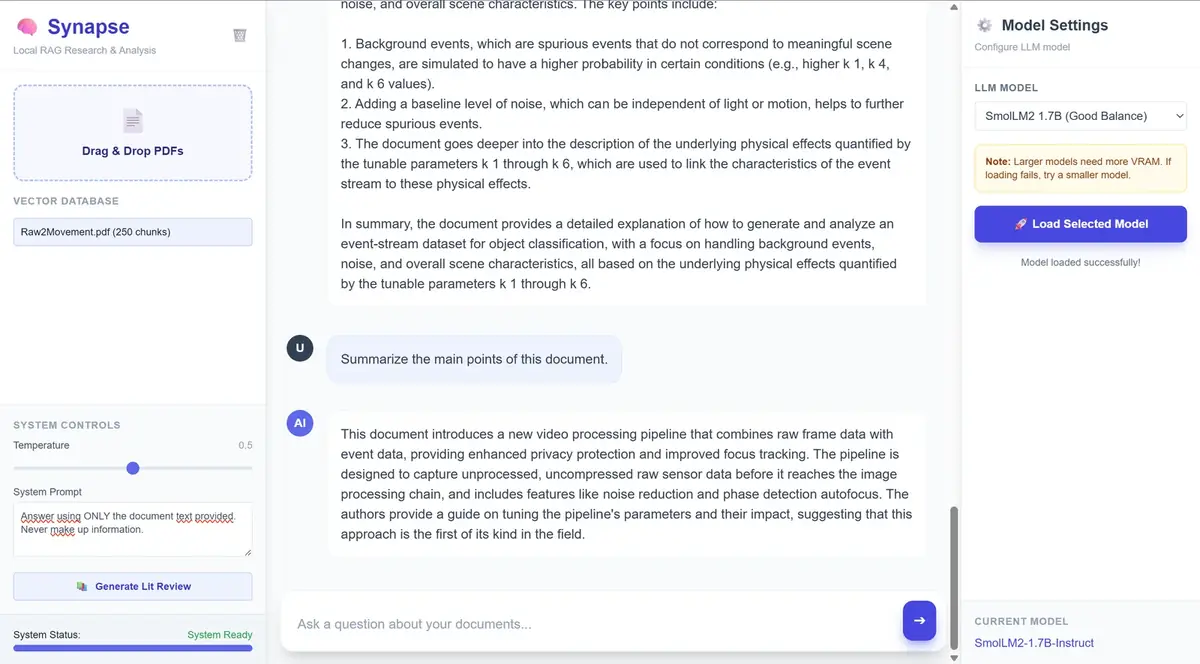 Synapse
Local RAG Research & Analysis
Drag & Drop PDFs
VECTOR DATABASE
Raw2Movement.pdf (250 chunks)
SYSTEM CONTROLS
Temperature 0.5
System Prompt
Answer using ONLY the document text provided.
Never make up information.
Generate Lit Review
System Status: System Ready
noise, and overall scene characteristics. The key points include:
1. Background events, which are spurious events that do not correspond to meaningful scene
changes, are simulated to have a higher probability in certain conditions (e.g., higher k 1, k 4,
and k 6 values).
2. Adding a baseline level of noise, which can be independent of light or motion, helps to further
reduce spurious events.
3. The document goes deeper into the description of the underlying physical effects quantified by
the tunable parameters k 1 through k 6, which are used to link the characteristics of the event
stream to these physical effects.
In summary, the document provides a detailed explanation of how to generate and analyze an
event-stream dataset for object classification, with a focus on handling background events,
noise, and overall scene characteristics, all based on the underlying physical effects quantified
by the tunable parameters k 1 through k 6.
U
Summarize the main points of this document.
AI
This document introduces a new video processing pipeline that combines raw frame data with
event data, providing enhanced privacy protection and improved focus tracking. The pipeline is
designed to capture unprocessed, uncompressed raw sensor data before it reaches the image
processing chain, and includes features like noise reduction and phase detection autofocus. The
authors provide a guide on tuning the pipeline's parameters and their impact, suggesting that this
approach is the first of its kind in the field.
Ask a question about your documents...
Model Settings
Configure LLM model
LLM MODEL
SmolLM2 1.7B (Good Balance)
Note: Larger models need more VRAM. If
loading fails, try a smaller model.
Load Selected Model
Model loaded successfully!
CURRENT MODEL
SmolLM2-1.7B-Instruct